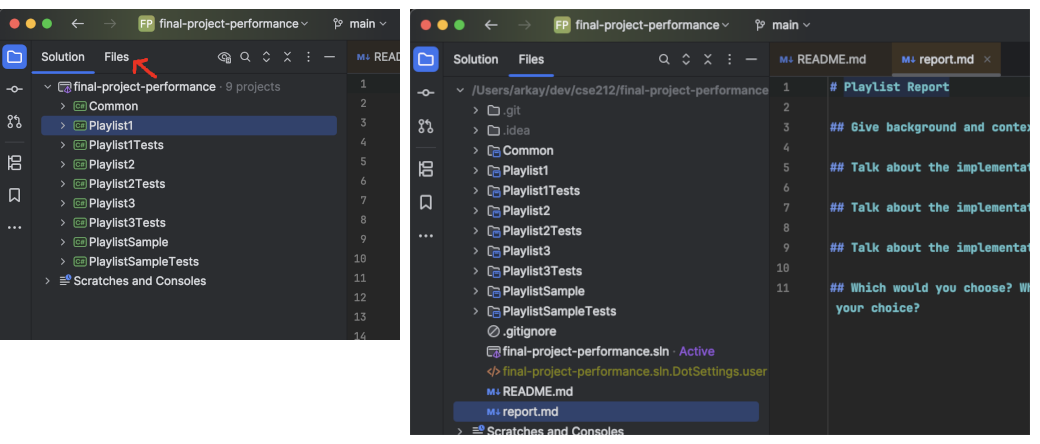 FP final-project-performance main
Solution Files
M↓ READ
final-project-performance · 9 projects
C# Common
C# Playlist1
C# Playlist1Tests
C# Playlist2
C# Playlist2Tests
C# Playlist3
C# Playlist3Tests
C# PlaylistSample
C# PlaylistSampleTests
Scratches and Consoles
1
2
3
4
5
6
7
8
9
10
11
12
13
14
FP final-project-performance main
Solution Files
M↓ README.md M↓ report.md
/Users/arkay/dev/cse212/final-project-performance
.git
.idea
Common
Playlist1
Playlist1Tests
Playlist2
Playlist2Tests
Playlist3
Playlist3Tests
PlaylistSample
PlaylistSampleTests
.gitignore
final-project-performance.sln · Active
final-project-performance.sln.DotSettings.user
M↓ README.md
M↓ report.md
Scratches and Consoles
1 # Playlist Report
2
3 ## Give background and contex
4
5 ## Talk about the implementat
6
7 ## Talk about the implementat
8
9 ## Talk about the implementat
10
11 ## Which would you choose? Wh
your choice?